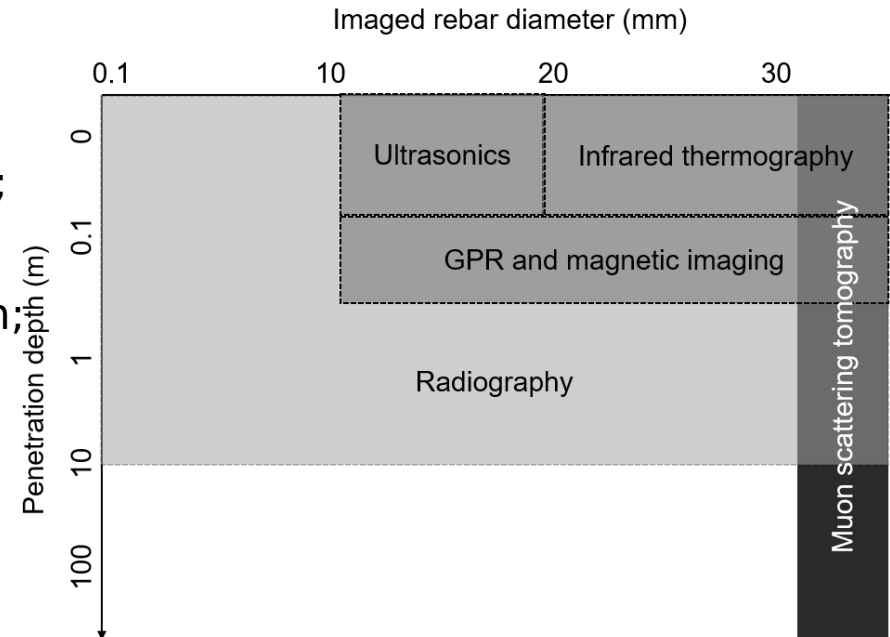 Imaged rebar diameter (mm)
0.1 10 20 30
;
n;
Penetration depth (m)
0
0.1
1
10
100
Ultrasonics
Infrared thermography
GPR and magnetic imaging
Radiography
Muon scattering tomography